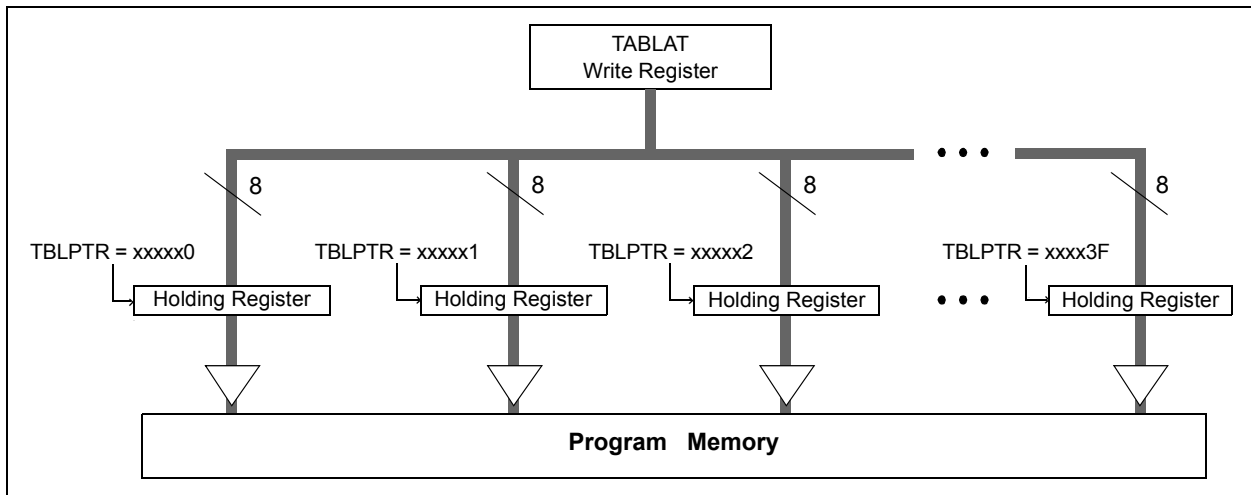 TABLAT
Write Register
• • •
8 8 8 8
TBLPTR = xxxxx0 TBLPTR = xxxxx1 TBLPTR = xxxxx2 TBLPTR = xxxx3F
Holding Register Holding Register Holding Register • • • Holding Register
Program Memory